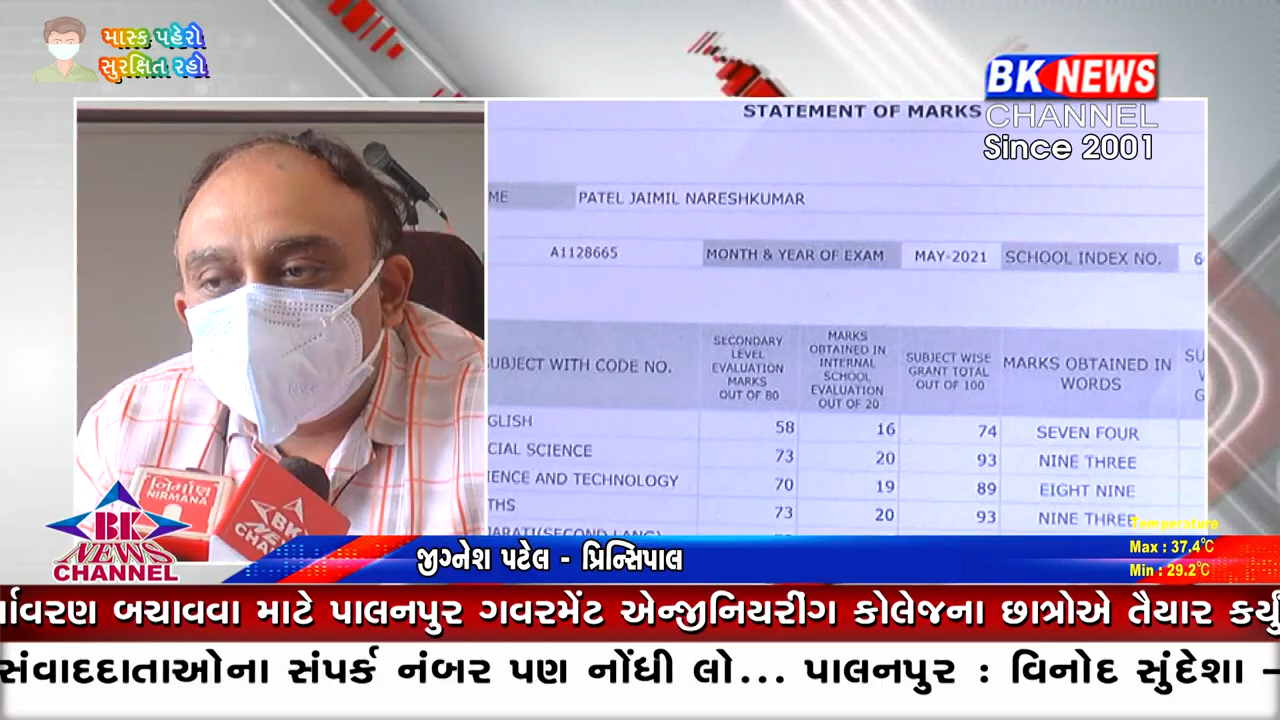 માસ્ક પહેરો
સુરક્ષિત રહો
BK NEWS
CHANNEL
Since 2001
STATEMENT OF MARKS
ME PATEL JAIMIL NARESHKUMAR
A1128665 MONTH & YEAR OF EXAM MAY-2021 SCHOOL INDEX NO. 6
UBJECT WITH CODE NO.
SECONDARY
LEVEL
EVALUATION
MARKS
OUT OF 80
MARKS
OBTAINED IN
INTERNAL
SCHOOL
EVALUATION
OUT OF 20
SUBJECT WISE
GRANT TOTAL
OUT OF 100
MARKS OBTAINED IN
WORDS
GLISH 58 16 74 SEVEN FOUR
CIAL SCIENCE 73 20 93 NINE THREE
IENCE AND TECHNOLOGY 70 19 89 EIGHT NINE
THS 73 20 93 NINE THREE
નિર્માણ
NIRMANA
BK
NEWS
CHANNEL
Temperature
Max : 37.4℃
Min : 29.2℃
જીગ્નેશ પટેલ - પ્રિન્સિપાલ
ર્યાવરણ બચાવવા માટે પાલનપુર ગવરમેંટ એન્જીનિયરીંગ કોલેજના છાત્રોએ તૈયાર કર્યુ
સંવાદદાતાઓના સંપર્ક નંબર પણ નોંધી લો... પાલનપુર : વિનોદ સુંદેશા -